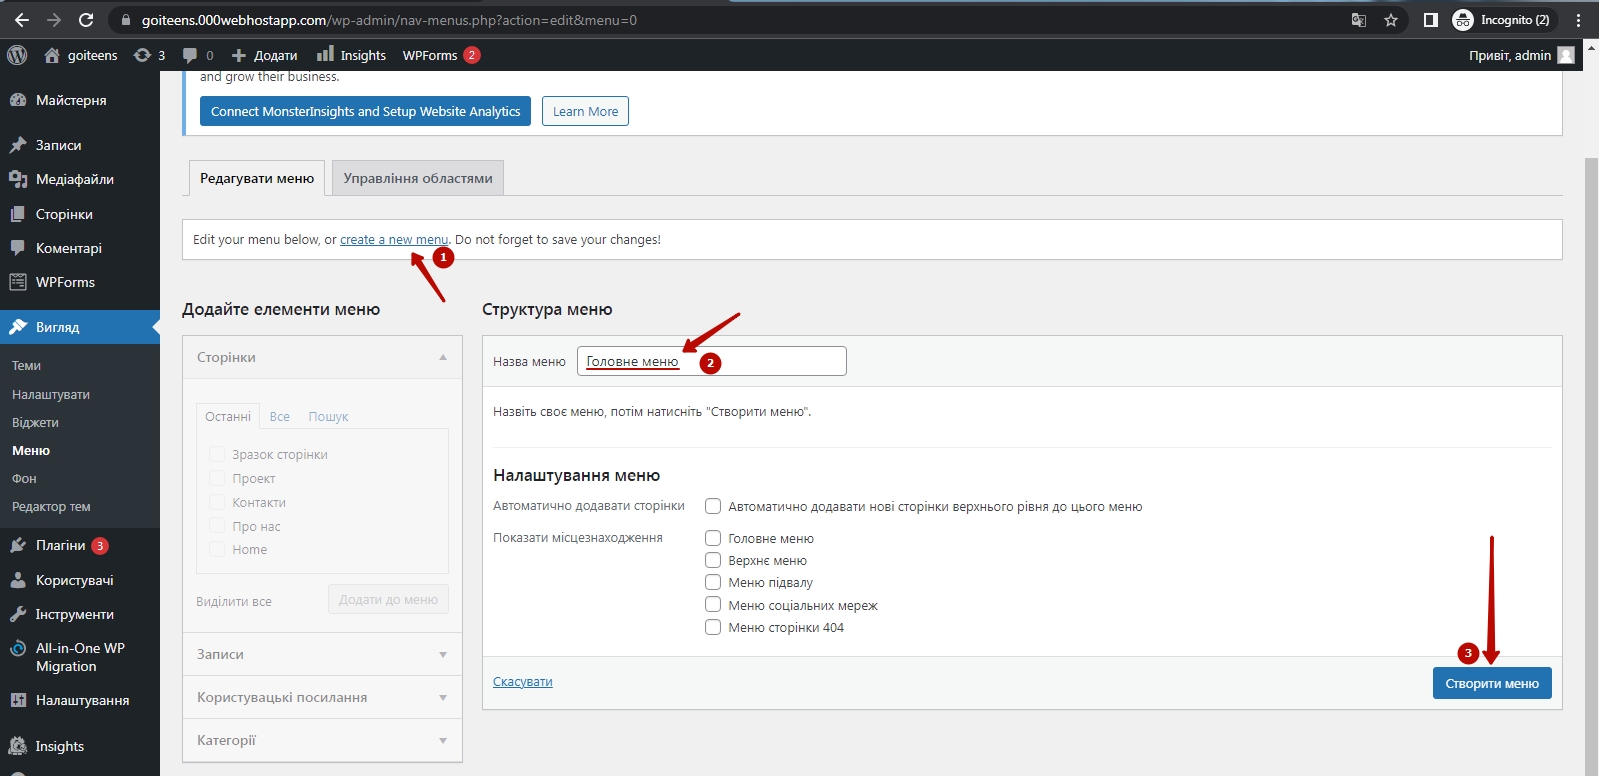 goiteens.000webhostapp.com/wp-admin/nav-menus.php?action=edit&menu=0
Incognito (2)
goiteens 3 0 Додати Insights WPForms 2 Привіт, admin
Майстерня
Записи
Медіафайли
Сторінки
Коментарі
WPForms
Вигляд
Теми
Налаштувати
Віджети
Меню
Фон
Редактор тем
Плагіни 3
Користувачі
Інструменти
All-in-One WP
Migration
Налаштування
Insights
and grow their business.
Connect MonsterInsights and Setup Website Analytics Learn More
Редагувати меню Управління областями
Edit your menu below, or create a new menu. Do not forget to save your changes!
1
Додайте елементи меню
Сторінки
Останні Все Пошук
Зразок сторінки
Проект
Контакти
Про нас
Home
Виділити все Додати до меню
Записи
Користувацькі посилання
Категорії
Структура меню
Назва меню Головне меню 2
Назвіть своє меню, потім натисніть "Створити меню".
Налаштування меню
Автоматично додавати сторінки Автоматично додавати нові сторінки верхнього рівня до цього меню
Показати місцезнаходження Головне меню
Верхнє меню
Меню підвалу
Меню соціальних мереж
Меню сторінки 404
3
Скасувати Створити меню